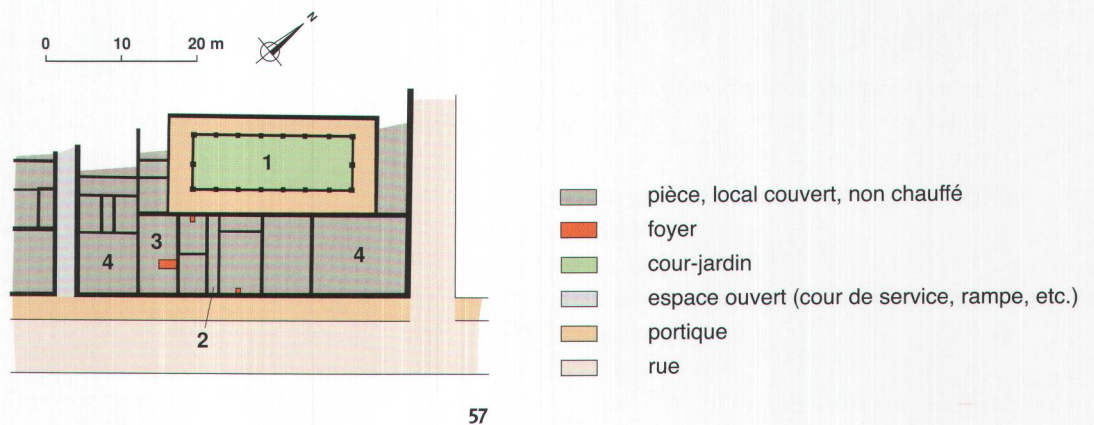 N
0 10 20 m
1
3
4
4
2
57
pièce, local couvert, non chauffé
foyer
cour-jardin
espace ouvert (cour de service, rampe, etc.)
portique
rue